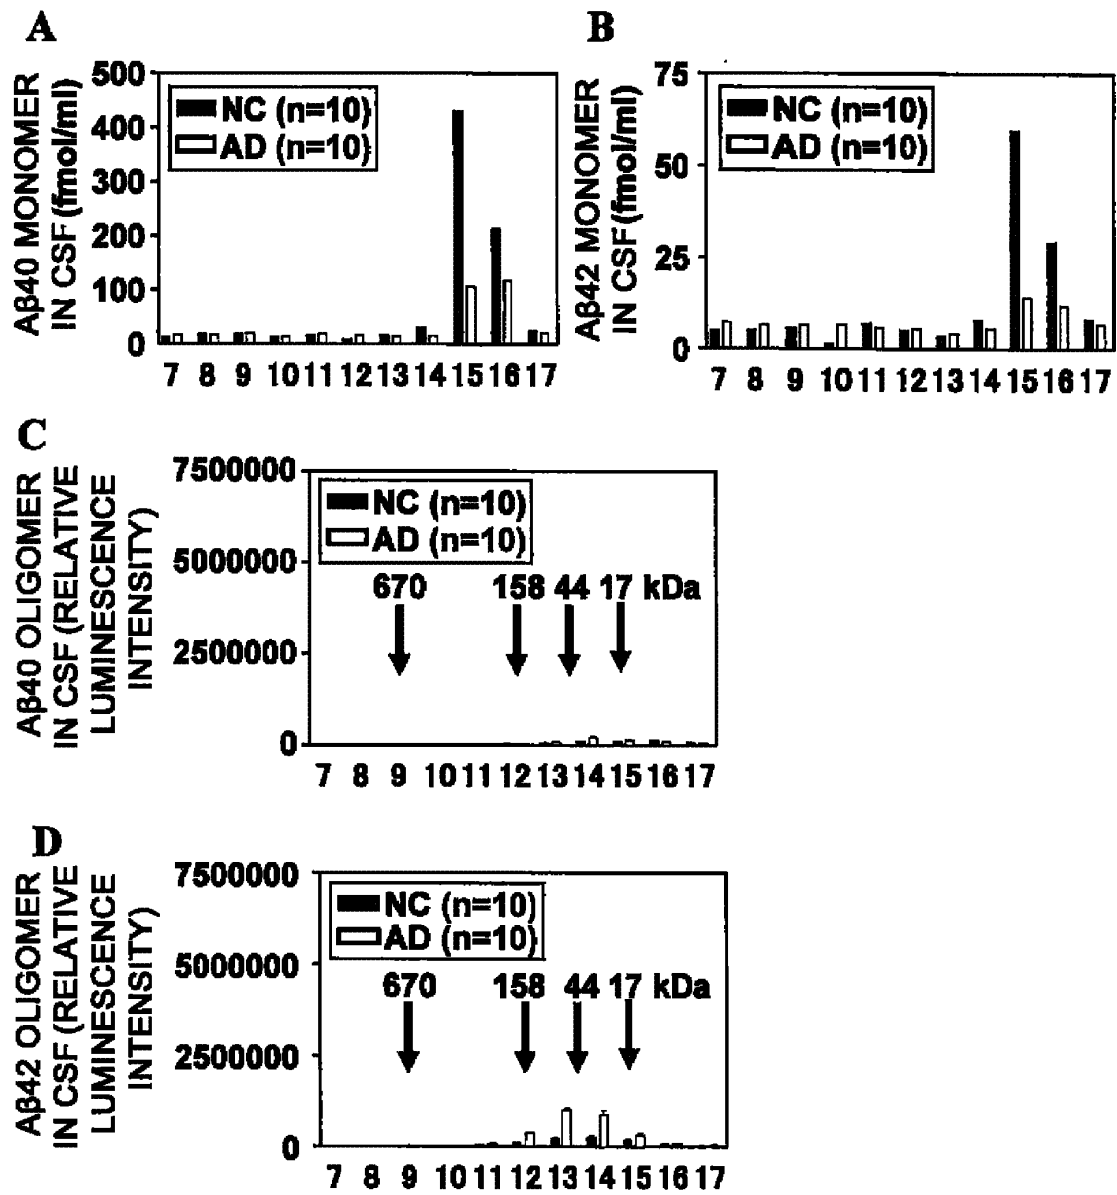 A
AΒ40 MONOMER
IN CSF (fmol/ml)
500
400
300
200
100
0
NC (n=10)
AD (n=10)
7 8 9 10 11 12 13 14 15 16 17
B
Aβ42 MONOMER
IN CSF (fmol/ml)
75
50
25
0
NC (n=10)
AD (n=10)
7 8 9 10 11 12 13 14 15 16 17
C
Aβ40 OLIGOMER
IN CSF (RELATIVE
LUMINESCENCE
INTENSITY)
7500000
5000000
2500000
0
NC (n=10)
AD (n=10)
670 158 44 17 kDa
7 8 9 10 11 12 13 14 15 16 17
D
Aβ42 OLIGOMER
IN CSF (RELATIVE
LUMINESCENCE
INTENSITY)
7500000
5000000
2500000
0
NC (n=10)
AD (n=10)
670 158 44 17 kDa
7 8 9 10 11 12 13 14 15 16 17